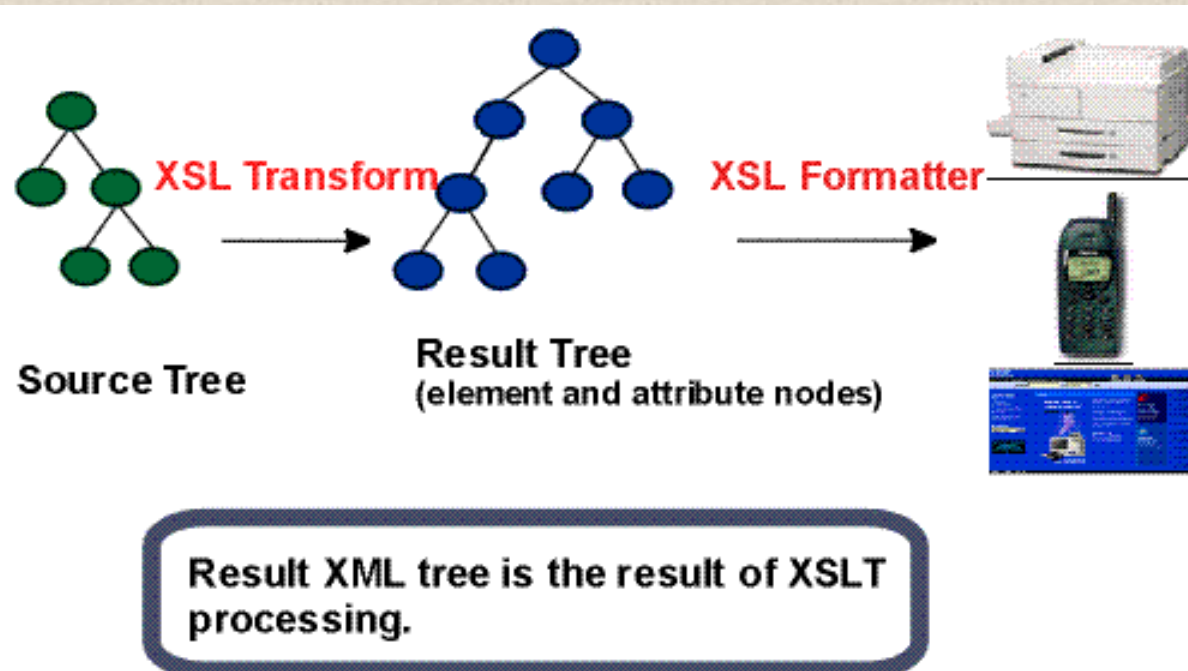 XSL Transform
XSL Formatter
Source Tree
Result Tree
(element and attribute nodes)
Result XML tree is the result of XSLT
processing.